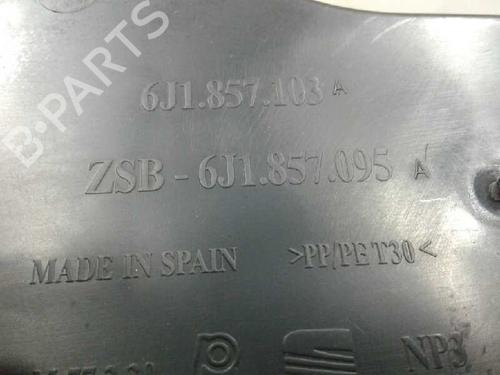 B-PARTS
6J1.857.103 A
ZSB - 6J1.857.095 A
MADE IN SPAIN >PP/PE T30<
NP3